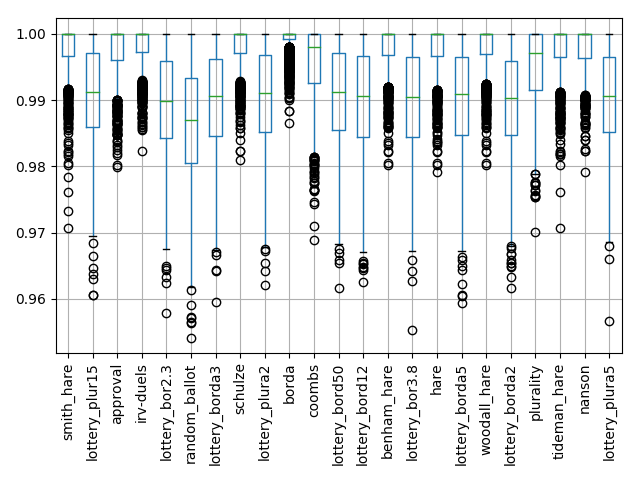 1.00
0.99
0.98
0.97
0.96
smith_hare
lottery_plur15
approval
irv-duels
lottery_bor2.3
random_ballot
lottery_borda3
schulze
lottery_plura2
borda
coombs
lottery_bord50
lottery_bord12
benham_hare
lottery_bor3.8
hare
lottery_borda5
woodall_hare
lottery_borda2
plurality
tideman_hare
nanson
lottery_plura5